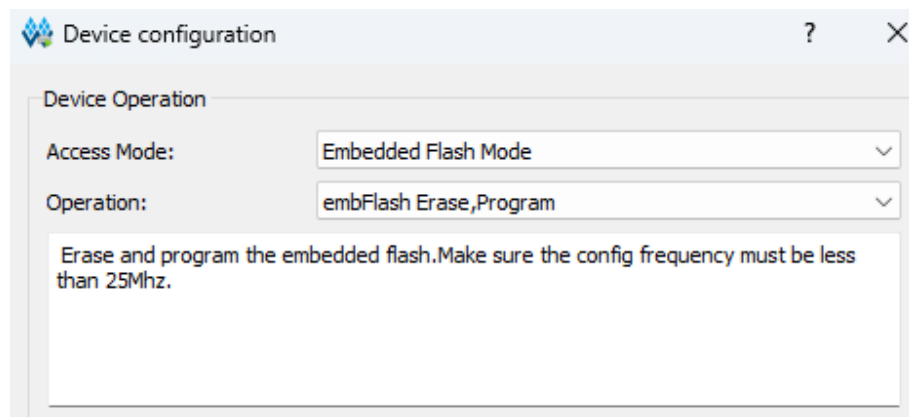 Device configuration ? ×
Device Operation
Access Mode: Embedded Flash Mode
Operation: embFlash Erase,Program
Erase and program the embedded flash.Make sure the config frequency must be less
than 25Mhz.